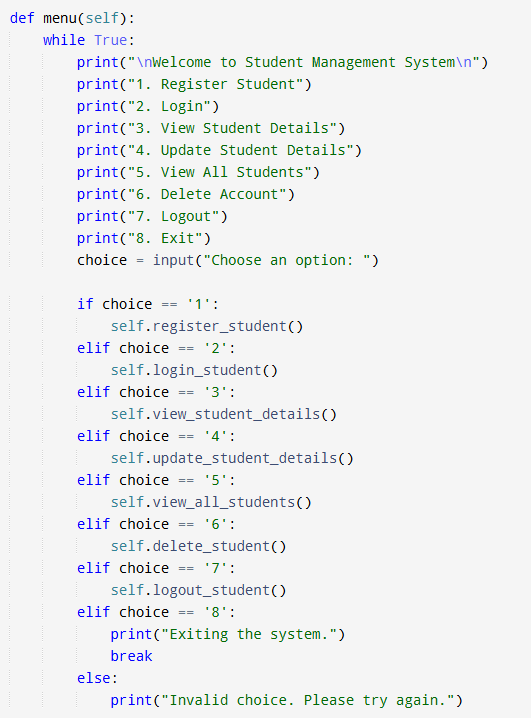 def menu(self):
    while True:
        print("\nWelcome to Student Management System\n")
        print("1. Register Student")
        print("2. Login")
        print("3. View Student Details")
        print("4. Update Student Details")
        print("5. View All Students")
        print("6. Delete Account")
        print("7. Logout")
        print("8. Exit")
        choice = input("Choose an option: ")

        if choice == '1':
            self.register_student()
        elif choice == '2':
            self.login_student()
        elif choice == '3':
            self.view_student_details()
        elif choice == '4':
            self.update_student_details()
        elif choice == '5':
            self.view_all_students()
        elif choice == '6':
            self.delete_student()
        elif choice == '7':
            self.logout_student()
        elif choice == '8':
            print("Exiting the system.")
            break
        else:
            print("Invalid choice. Please try again.")